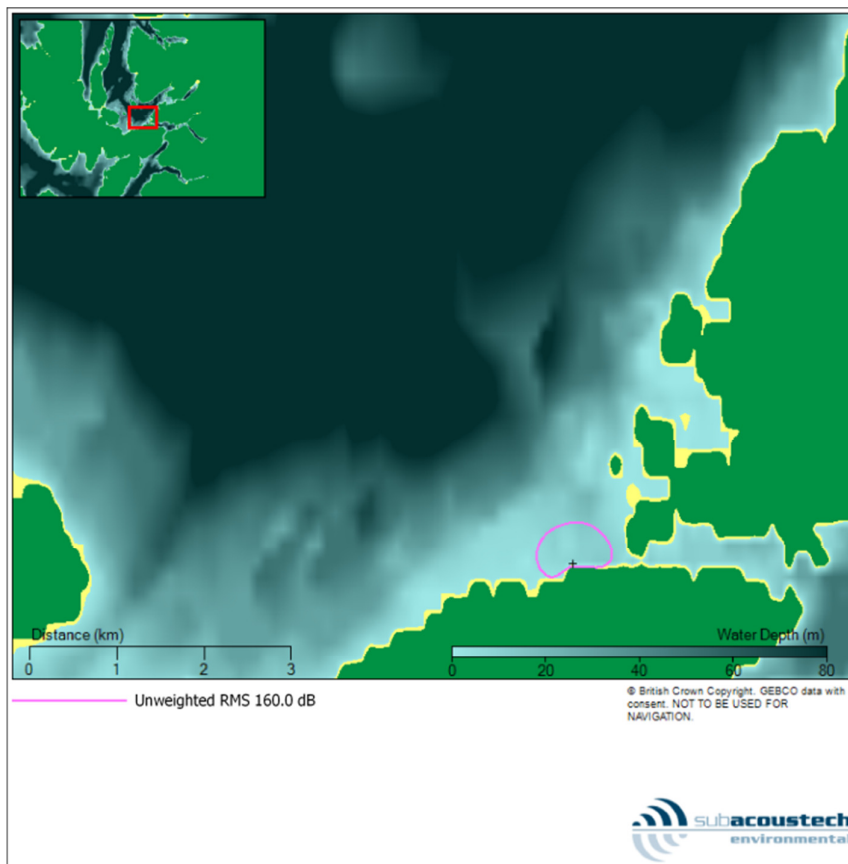 Distance (km)
0 1 2 3
Water Depth (m)
0 20 40 60 80
Unweighted RMS 160.0 dB
© British Crown Copyright. GEBCO data with
consent. NOT TO BE USED FOR
NAVIGATION.
subacoustech
environmental